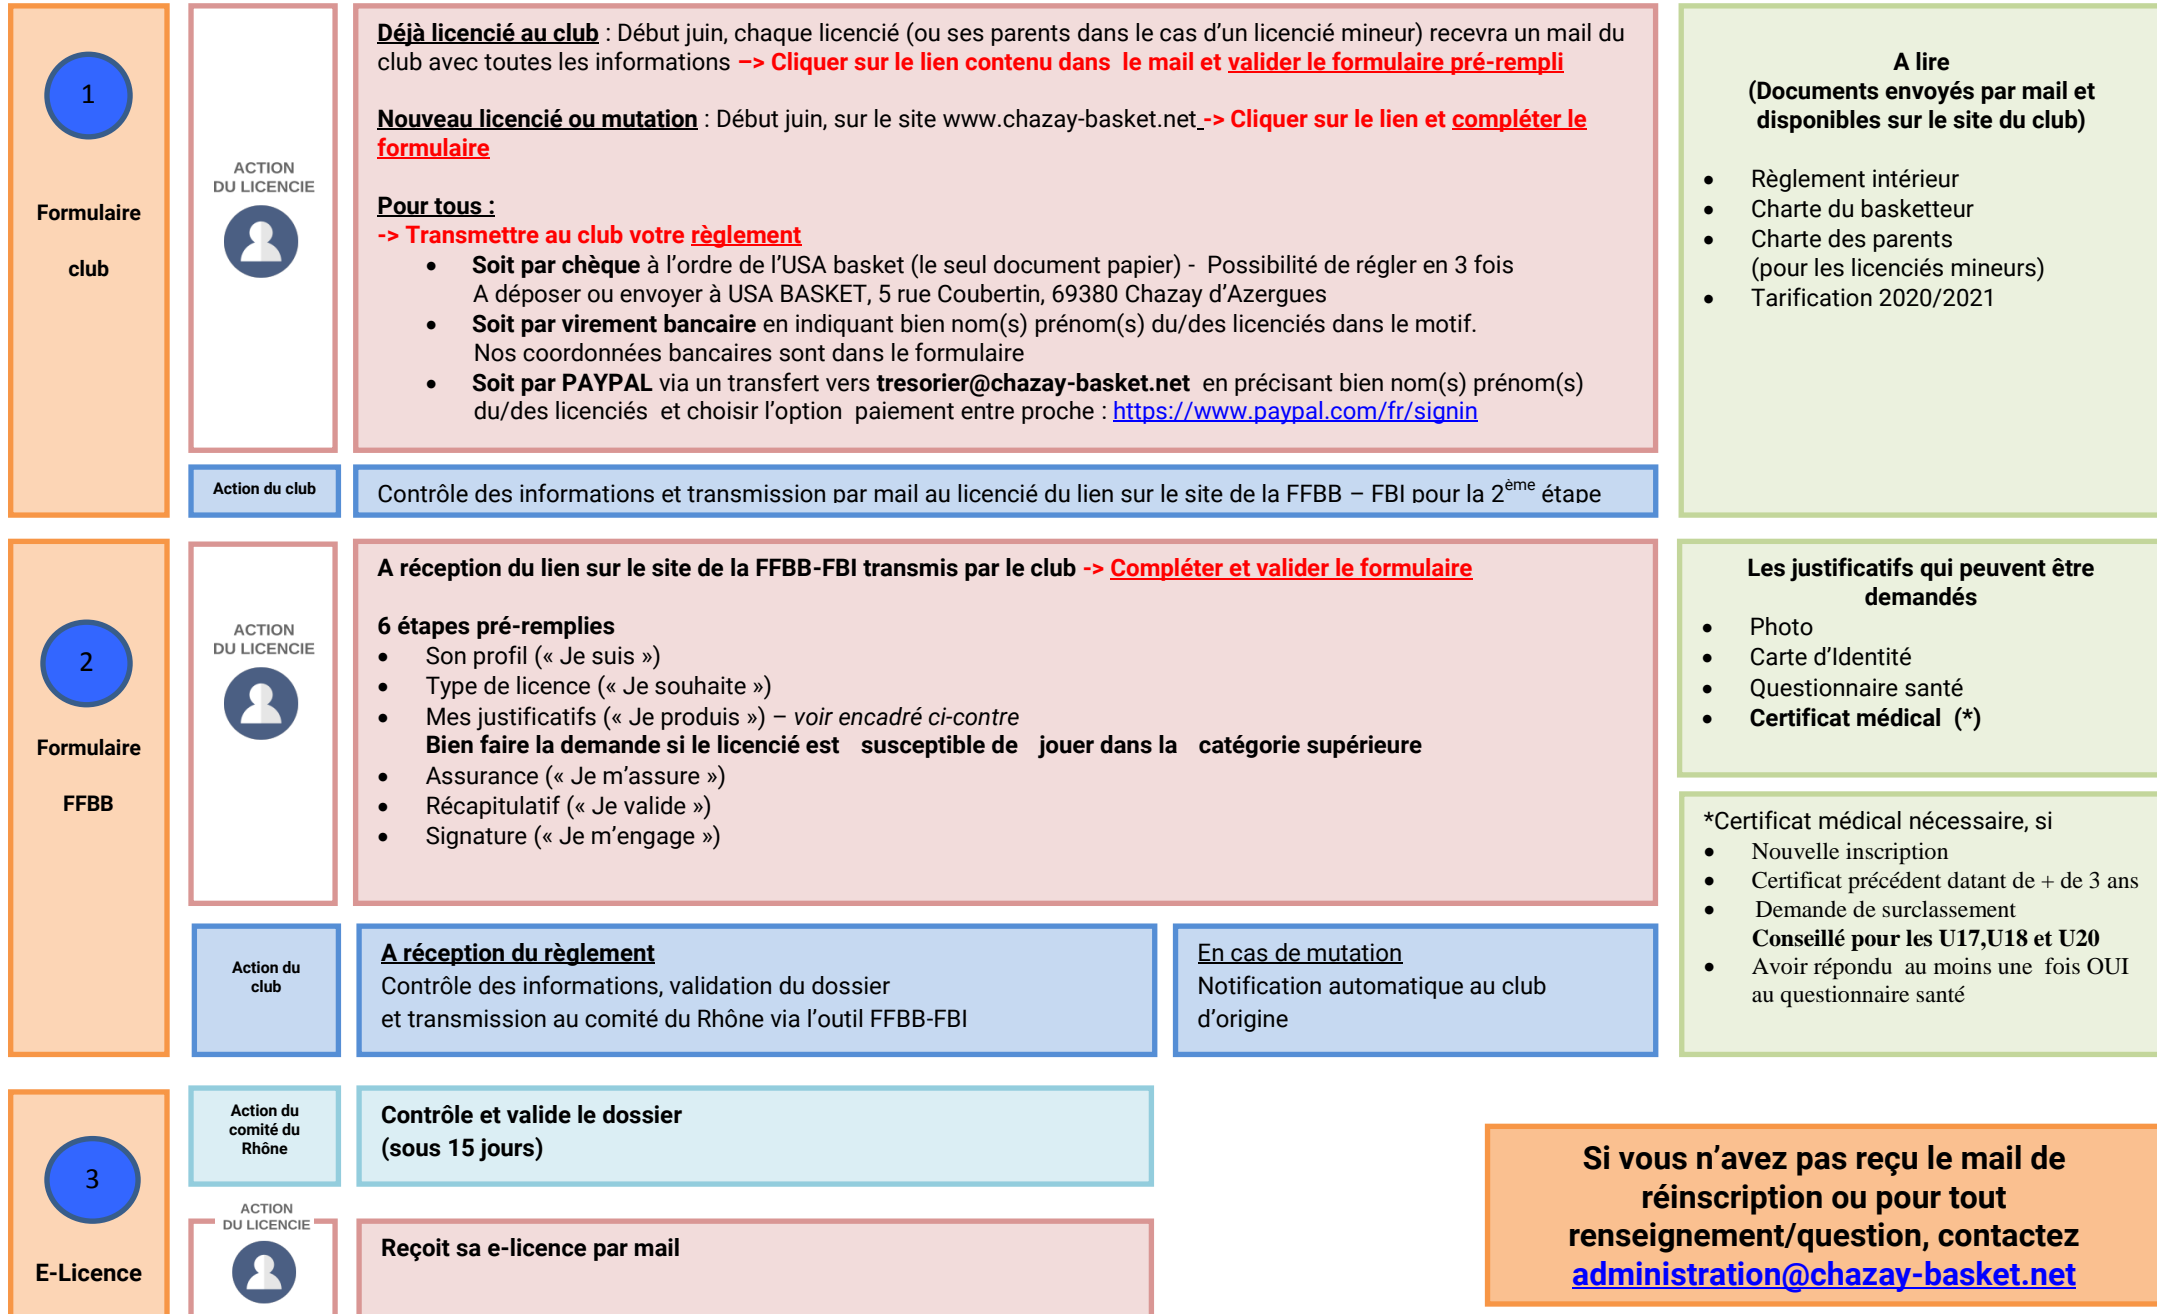 1
Formulaire
club
ACTION
DU LICENCIE
Déjà licencié au club : Début juin, chaque licencié (ou ses parents dans le cas d’un licencié mineur) recevra un mail du
club avec toutes les informations –> Cliquer sur le lien contenu dans le mail et valider le formulaire pré-rempli
Nouveau licencié ou mutation : Début juin, sur le site www.chazay-basket.net -> Cliquer sur le lien et compléter le
formulaire
Pour tous :
-> Transmettre au club votre règlement
• Soit par chèque à l’ordre de l’USA basket (le seul document papier) - Possibilité de régler en 3 fois
A déposer ou envoyer à USA BASKET, 5 rue Coubertin, 69380 Chazay d’Azergues
• Soit par virement bancaire en indiquant bien nom(s) prénom(s) du/des licenciés dans le motif.
Nos coordonnées bancaires sont dans le formulaire
• Soit par PAYPAL via un transfert vers tresorier@chazay-basket.net en précisant bien nom(s) prénom(s)
du/des licenciés et choisir l’option paiement entre proche : https://www.paypal.com/fr/signin
Action du club
Contrôle des informations et transmission par mail au licencié du lien sur le site de la FFBB – FBI pour la 2ème étape
A lire
(Documents envoyés par mail et
disponibles sur le site du club)
• Règlement intérieur
• Charte du basketteur
• Charte des parents
(pour les licenciés mineurs)
• Tarification 2020/2021
2
Formulaire
FFBB
ACTION
DU LICENCIE
A réception du lien sur le site de la FFBB-FBI transmis par le club -> Compléter et valider le formulaire
6 étapes pré-remplies
• Son profil (« Je suis »)
• Type de licence (« Je souhaite »)
• Mes justificatifs (« Je produis ») – voir encadré ci-contre
Bien faire la demande si le licencié est susceptible de jouer dans la catégorie supérieure
• Assurance (« Je m’assure »)
• Récapitulatif (« Je valide »)
• Signature (« Je m’engage »)
Action du
club
A réception du règlement
Contrôle des informations, validation du dossier
et transmission au comité du Rhône via l’outil FFBB-FBI
En cas de mutation
Notification automatique au club
d’origine
Les justificatifs qui peuvent être
demandés
• Photo
• Carte d’Identité
• Questionnaire santé
• Certificat médical (*)
*Certificat médical nécessaire, si
• Nouvelle inscription
• Certificat précédent datant de + de 3 ans
• Demande de surclassement
Conseillé pour les U17,U18 et U20
• Avoir répondu au moins une fois OUI
au questionnaire santé
3
E-Licence
Action du
comité du
Rhône
Contrôle et valide le dossier
(sous 15 jours)
ACTION
DU LICENCIE
Reçoit sa e-licence par mail
Si vous n’avez pas reçu le mail de
réinscription ou pour tout
renseignement/question, contactez
administration@chazay-basket.net